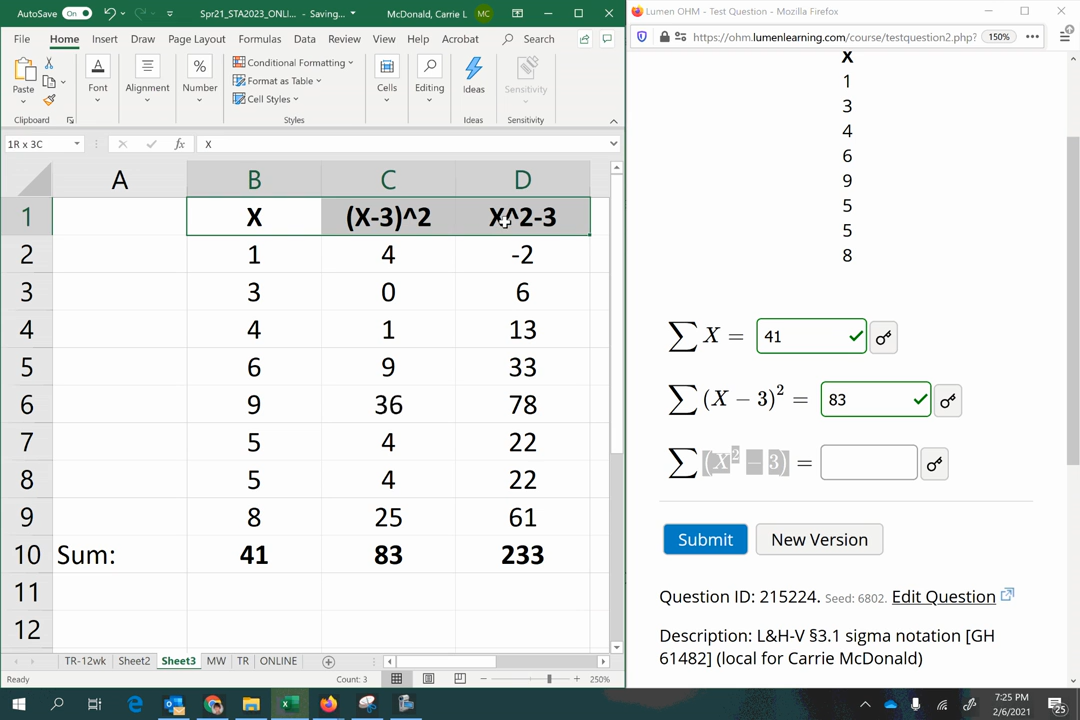 AutoSave On Spr21_STA2023_ONLI... - Saving... McDonald, Carrie L MC
File Home Insert Draw Page Layout Formulas Data Review View Help Acrobat Search
Paste Font Alignment Number Conditional Formatting Format as Table Cell Styles Cells Editing Ideas Sensitivity
Clipboard Styles Ideas Sensitivity
1R x 3C fx X
A B C D
1 X (X-3)^2 X^2-3
2 1 4 -2
3 3 0 6
4 4 1 13
5 6 9 33
6 9 36 78
7 5 4 22
8 5 4 22
9 8 25 61
10 Sum: 41 83 233
11
12
TR-12wk Sheet2 Sheet3 MW TR ONLINE
Ready Count: 3 250%
Lumen OHM - Test Question - Mozilla Firefox
https://ohm.lumenlearning.com/course/testquestion2.php? 150%
X
1
3
4
6
9
5
5
8
∑ X = 41
∑ (X − 3)² = 83
∑ (X² − 3) =
Submit New Version
Question ID: 215224. Seed: 6802. Edit Question
Description: L&H-V §3.1 sigma notation [GH
61482] (local for Carrie McDonald)
7:25 PM
2/6/2021
25